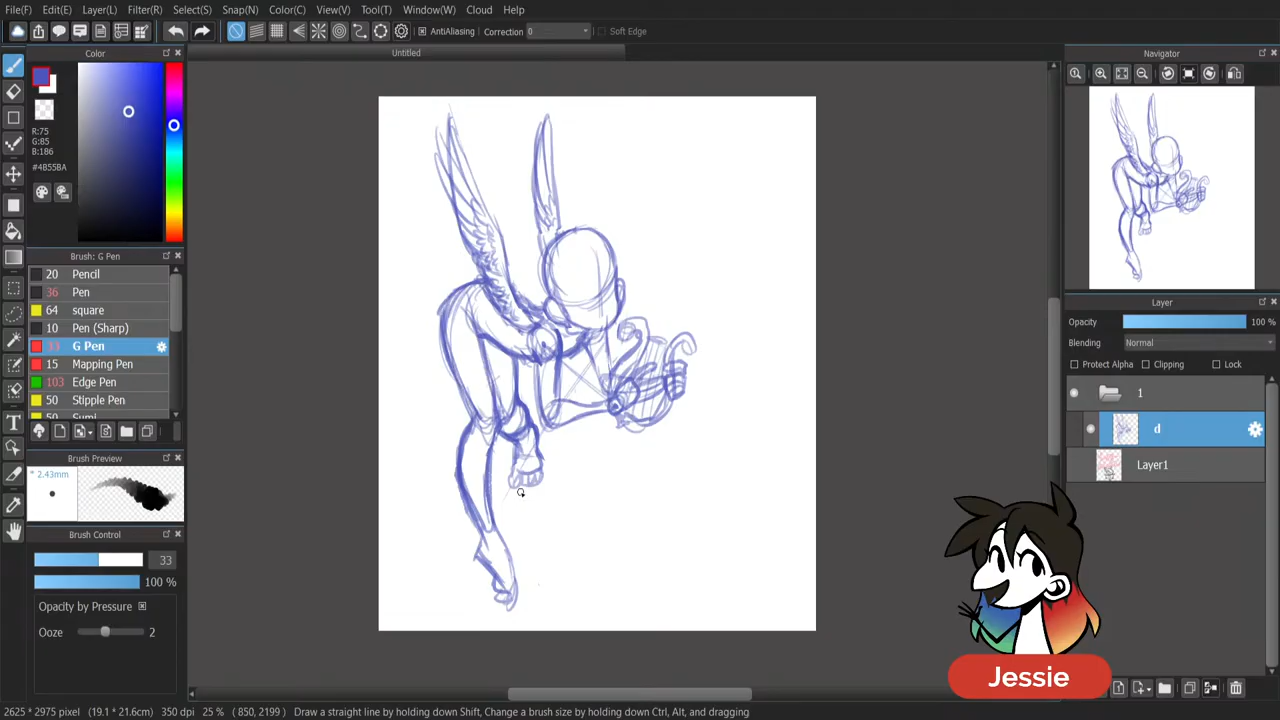 File(F) Edit(E) Layer(L) Filter(R) Select(S) Snap(N) Color(C) View(V) Tool(T) Window(W) Cloud Help
AntiAliasing Correction 0 Soft Edge
Color
Untitled
Navigator
R:75
G:85
B:186
#4B55BA
Brush: G Pen
20 Pencil
36 Pen
64 square
10 Pen (Sharp)
33 G Pen
15 Mapping Pen
103 Edge Pen
50 Stipple Pen
50 Sumi
Layer
Opacity 100 %
Blending Normal
Protect Alpha Clipping Lock
1
d
Layer1
Brush Preview
* 2.43mm
Brush Control
33
100 %
Opacity by Pressure
Ooze 2
Jessie
2625 * 2975 pixel (19.1 * 21.6cm) 350 dpi 25 % ( 850, 2199 ) Draw a straight line by holding down Shift, Change a brush size by holding down Ctrl, Alt, and dragging